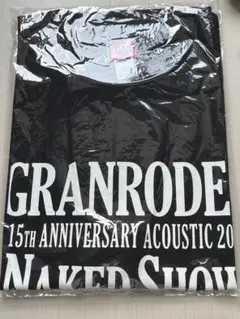 GRANRODE
15TH ANNIVERSARY ACOUSTIC 20
NAKED SHOW